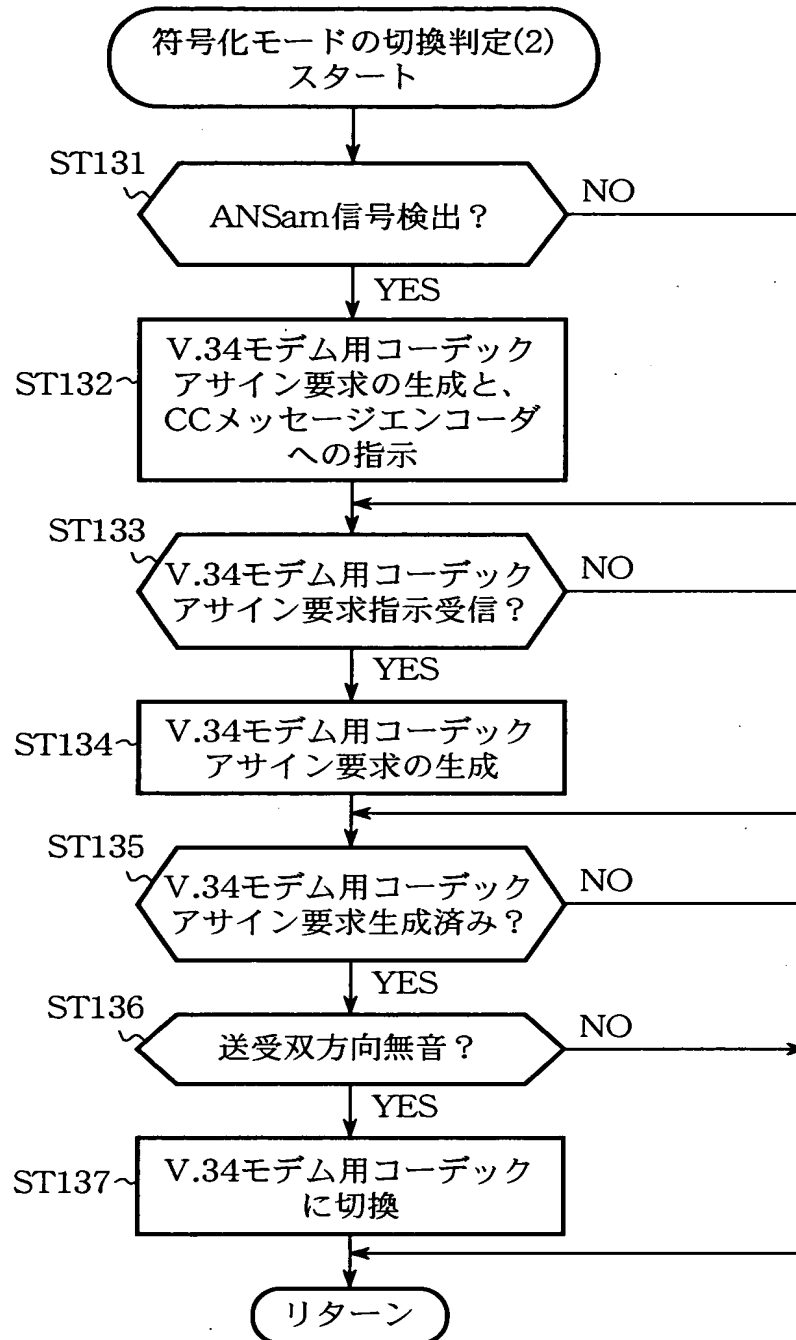 符号化モードの切換判定(2)
スタート
ST131
ANSam信号検出？
NO
YES
ST132
V.34モデム用コーデック
アサイン要求の生成と、
CCメッセージエンコーダ
への指示
ST133
V.34モデム用コーデック
アサイン要求指示受信？
NO
YES
ST134
V.34モデム用コーデック
アサイン要求の生成
ST135
V.34モデム用コーデック
アサイン要求生成済み？
NO
YES
ST136
送受双方向無音？
NO
YES
ST137
V.34モデム用コーデック
に切換
リターン